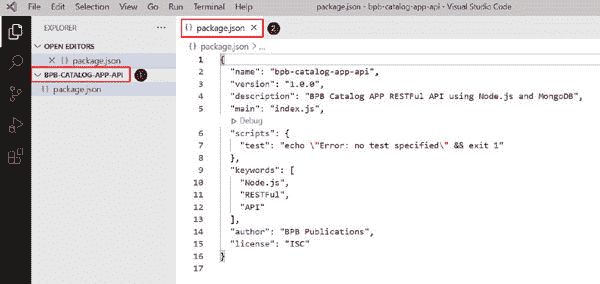 File Edit Selection View Go Run Terminal Help
package.json - bpb-catalog-app-api - Visual Studio Code
EXPLORER
OPEN EDITORS
{} package.json
BPB-CATALOG-APP-API 1
{} package.json
{} package.json 2
{} package.json > ...
1 {
2 "name": "bpb-catalog-app-api",
3 "version": "1.0.0",
4 "description": "BPB Catalog APP RESTFul API using Node.js and MongoDB",
5 "main": "index.js",
Debug
6 "scripts": {
7 "test": "echo \"Error: no test specified\" && exit 1"
8 },
9 "keywords": [
10 "Node.js",
11 "RESTFul",
12 "API"
13 ],
14 "author": "BPB Publications",
15 "license": "ISC"
16 }
17